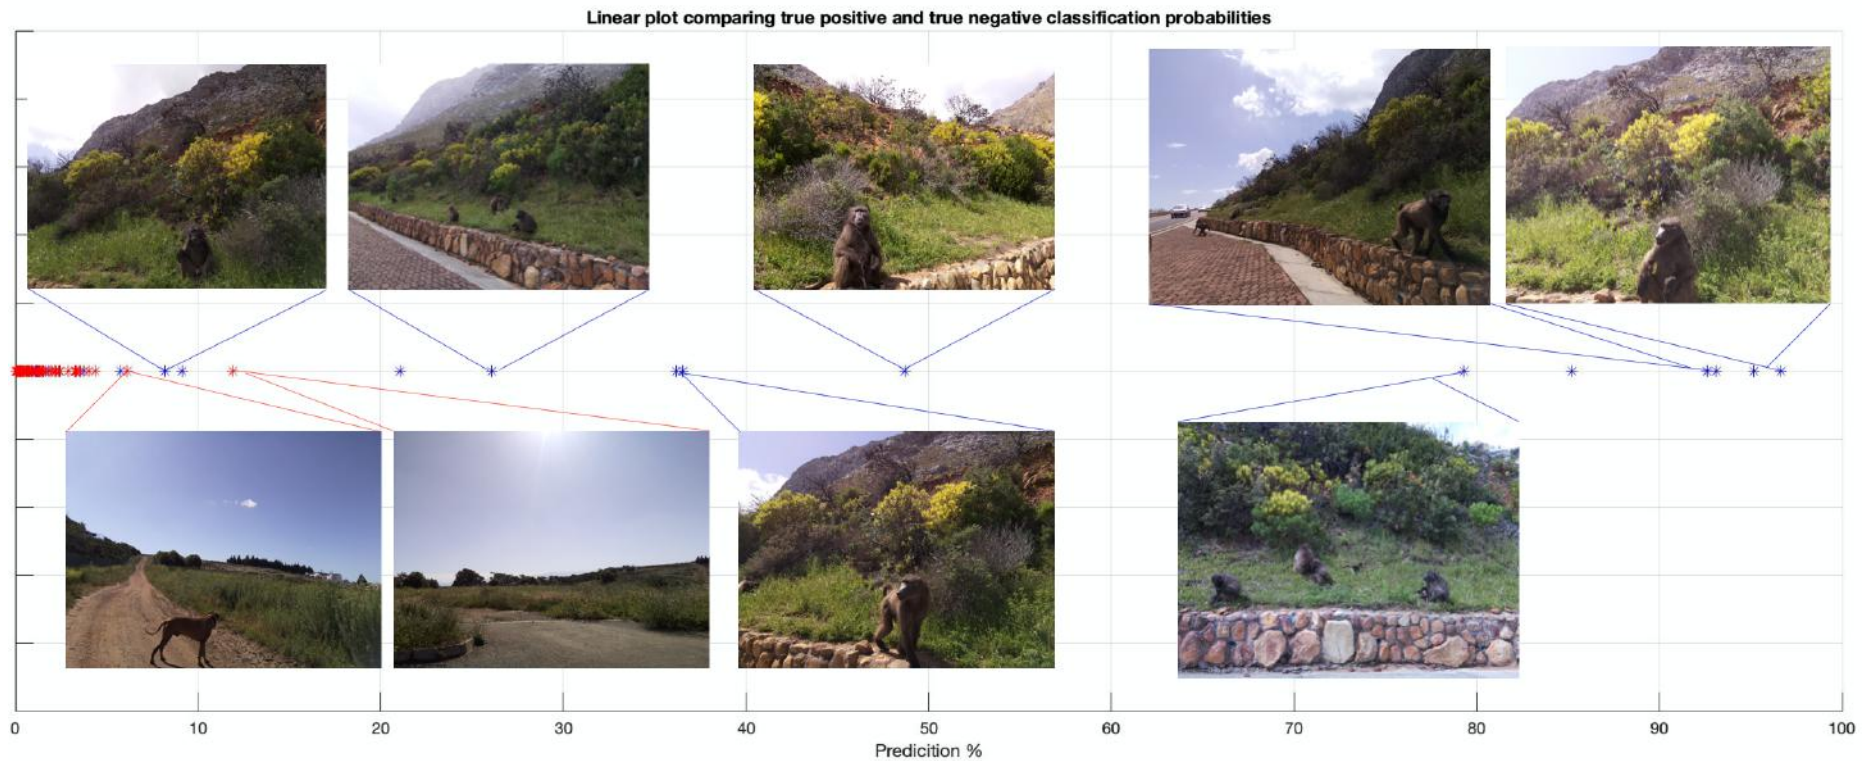 Linear plot comparing true positive and true negative classification probabilities
0 10 20 30 40 50 60 70 80 90 100
Predicition %